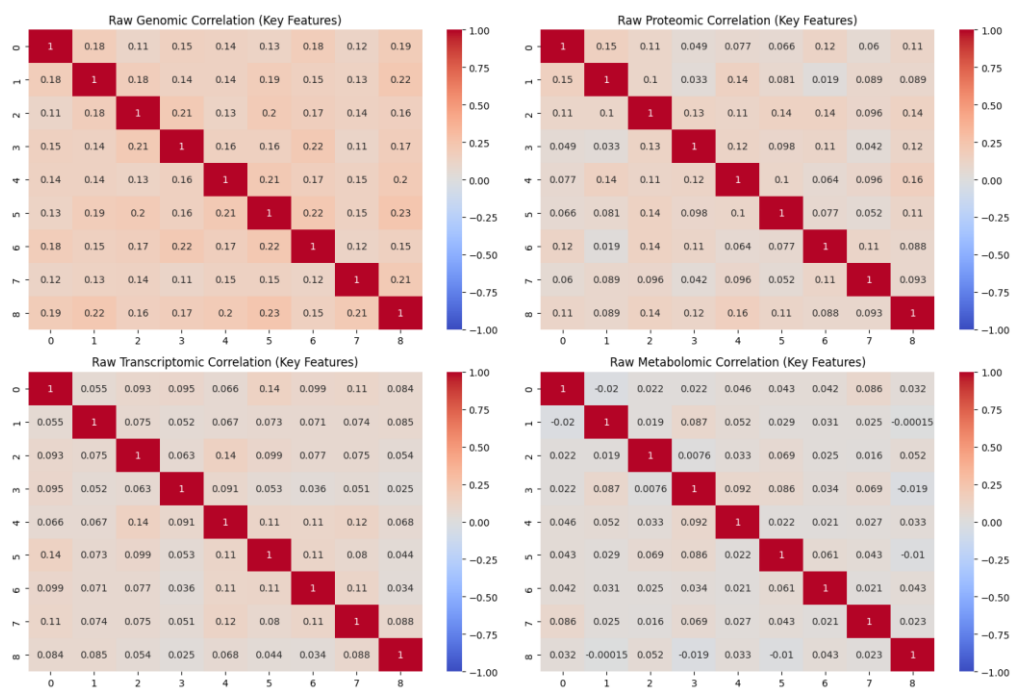 Raw Genomic Correlation (Key Features)
0 1 0.18 0.11 0.15 0.14 0.13 0.18 0.12 0.19
1 0.18 1 0.18 0.14 0.14 0.19 0.15 0.13 0.22
2 0.11 0.18 1 0.21 0.13 0.2 0.17 0.14 0.16
3 0.15 0.14 0.21 1 0.16 0.16 0.22 0.11 0.17
4 0.14 0.14 0.13 0.16 1 0.21 0.17 0.15 0.2
5 0.13 0.19 0.2 0.16 0.21 1 0.22 0.15 0.23
6 0.18 0.15 0.17 0.22 0.17 0.22 1 0.12 0.15
7 0.12 0.13 0.14 0.11 0.15 0.15 0.12 1 0.21
8 0.19 0.22 0.16 0.17 0.2 0.23 0.15 0.21 1
0 1 2 3 4 5 6 7 8
1.00
0.75
0.50
0.25
0.00
−0.25
−0.50
−0.75
−1.00
Raw Proteomic Correlation (Key Features)
0 1 0.15 0.11 0.049 0.077 0.066 0.12 0.06 0.11
1 0.15 1 0.1 0.033 0.14 0.081 0.019 0.089 0.089
2 0.11 0.1 1 0.13 0.11 0.14 0.14 0.096 0.14
3 0.049 0.033 0.13 1 0.12 0.098 0.11 0.042 0.12
4 0.077 0.14 0.11 0.12 1 0.1 0.064 0.096 0.16
5 0.066 0.081 0.14 0.098 0.1 1 0.077 0.052 0.11
6 0.12 0.019 0.14 0.11 0.064 0.077 1 0.11 0.088
7 0.06 0.089 0.096 0.042 0.096 0.052 0.11 1 0.093
8 0.11 0.089 0.14 0.12 0.16 0.11 0.088 0.093 1
0 1 2 3 4 5 6 7 8
1.00
0.75
0.50
0.25
0.00
−0.25
−0.50
−0.75
−1.00
Raw Transcriptomic Correlation (Key Features)
0 1 0.055 0.093 0.095 0.066 0.14 0.099 0.11 0.084
1 0.055 1 0.075 0.052 0.067 0.073 0.071 0.074 0.085
2 0.093 0.075 1 0.063 0.14 0.099 0.077 0.075 0.054
3 0.095 0.052 0.063 1 0.091 0.053 0.036 0.051 0.025
4 0.066 0.067 0.14 0.091 1 0.11 0.11 0.12 0.068
5 0.14 0.073 0.099 0.053 0.11 1 0.11 0.08 0.044
6 0.099 0.071 0.077 0.036 0.11 0.11 1 0.11 0.034
7 0.11 0.074 0.075 0.051 0.12 0.08 0.11 1 0.088
8 0.084 0.085 0.054 0.025 0.068 0.044 0.034 0.088 1
0 1 2 3 4 5 6 7 8
1.00
0.75
0.50
0.25
0.00
−0.25
−0.50
−0.75
−1.00
Raw Metabolomic Correlation (Key Features)
0 1 -0.02 0.022 0.022 0.046 0.043 0.042 0.086 0.032
1 -0.02 1 0.019 0.087 0.052 0.029 0.031 0.025 -0.00015
2 0.022 0.019 1 0.0076 0.033 0.069 0.025 0.016 0.052
3 0.022 0.087 0.0076 1 0.092 0.086 0.034 0.069 -0.019
4 0.046 0.052 0.033 0.092 1 0.022 0.021 0.027 0.033
5 0.043 0.029 0.069 0.086 0.022 1 0.061 0.043 -0.01
6 0.042 0.031 0.025 0.034 0.021 0.061 1 0.021 0.043
7 0.086 0.025 0.016 0.069 0.027 0.043 0.021 1 0.023
8 0.032 -0.00015 0.052 -0.019 0.033 -0.01 0.043 0.023 1
0 1 2 3 4 5 6 7 8
1.00
0.75
0.50
0.25
0.00
−0.25
−0.50
−0.75
−1.00